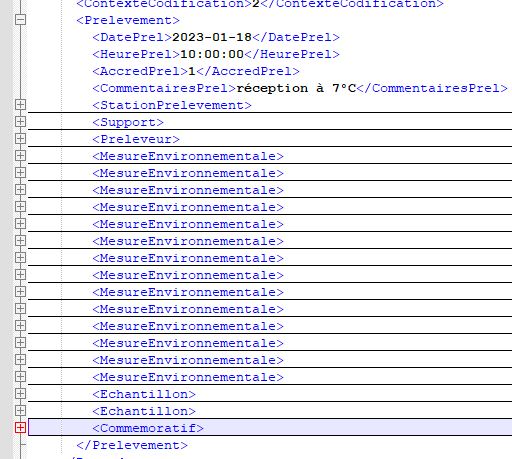 <ContexteCodification>2</ContexteCodification>
<Prelevement>
<DatePrel>2023-01-18</DatePrel>
<HeurePrel>10:00:00</HeurePrel>
<AccredPrel>1</AccredPrel>
<CommentairesPrel>réception à 7°C</CommentairesPrel>
<StationPrelevement>
<Support>
<Preleveur>
<MesureEnvironnementale>
<MesureEnvironnementale>
<MesureEnvironnementale>
<MesureEnvironnementale>
<MesureEnvironnementale>
<MesureEnvironnementale>
<MesureEnvironnementale>
<MesureEnvironnementale>
<MesureEnvironnementale>
<MesureEnvironnementale>
<MesureEnvironnementale>
<MesureEnvironnementale>
<MesureEnvironnementale>
<MesureEnvironnementale>
<Echantillon>
<Echantillon>
<Commemoratif>
</Prelevement>